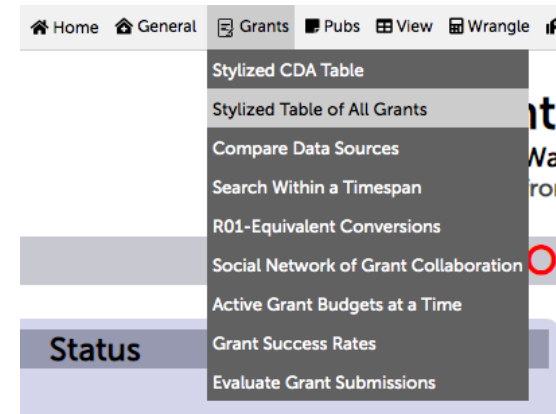 Home General Grants Pubs View Wrangle
Stylized CDA Table
Stylized Table of All Grants
Compare Data Sources
Search Within a Timespan
R01-Equivalent Conversions
Social Network of Grant Collaboration
Active Grant Budgets at a Time
Status
Grant Success Rates
Evaluate Grant Submissions